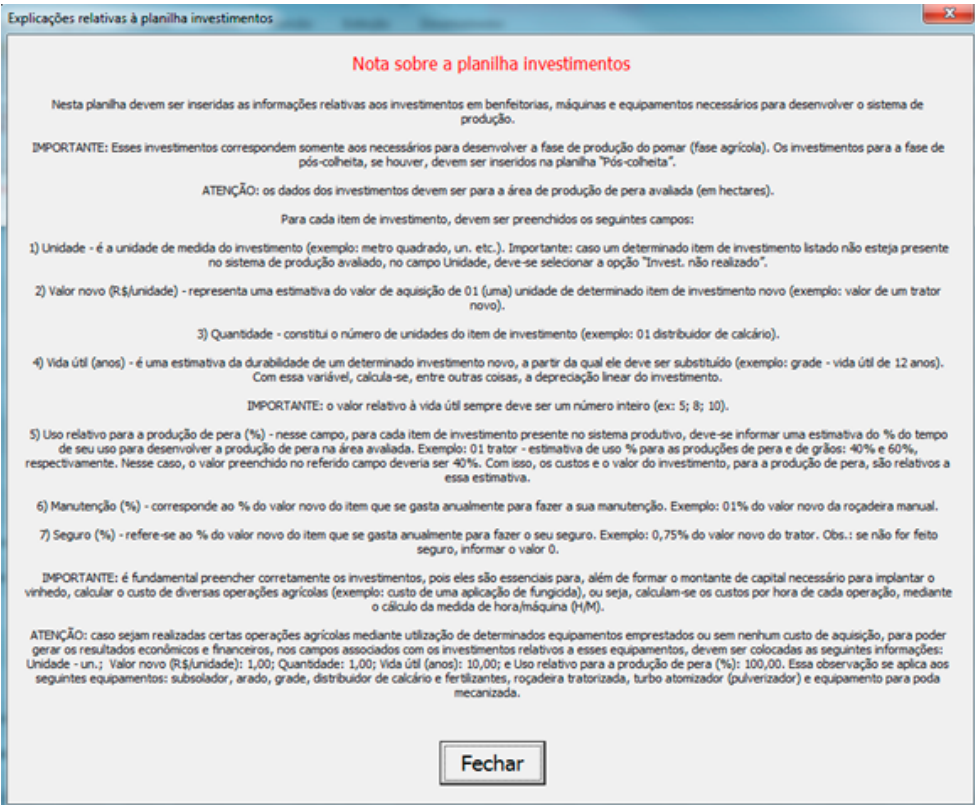 Explicações relativas à planilha investimentos
Nota sobre a planilha investimentos
Nesta planilha devem ser inseridas as informações relativas aos investimentos em benfeitorias, máquinas e equipamentos necessários para desenvolver o sistema de
produção.
IMPORTANTE: Esses investimentos correspondem somente aos necessários para desenvolver a fase de produção do pomar (fase agrícola). Os investimentos para a fase de
pós-colheita, se houver, devem ser inseridos na planilha "Pós-colheita".
ATENÇÃO: os dados dos investimentos devem ser para a área de produção de pera avaliada (em hectares).
Para cada item de investimento, devem ser preenchidos os seguintes campos:
1) Unidade - é a unidade de medida do investimento (exemplo: metro quadrado, un. etc.). Importante: caso um determinado item de investimento listado não esteja presente
no sistema de produção avaliado, no campo Unidade, deve-se selecionar a opção "Invest. não realizado".
2) Valor novo (R$/unidade) - representa uma estimativa do valor de aquisição de 01 (uma) unidade de determinado item de investimento novo (exemplo: valor de um trator
novo).
3) Quantidade - constitui o número de unidades do item de investimento (exemplo: 01 distribuidor de calcário).
4) Vida útil (anos) - é uma estimativa da durabilidade de um determinado investimento novo, a partir da qual ele deve ser substituído (exemplo: grade - vida útil de 12 anos).
Com essa variável, calcula-se, entre outras coisas, a depreciação linear do investimento.
IMPORTANTE: o valor relativo à vida útil sempre deve ser um número inteiro (ex: 5; 8; 10).
5) Uso relativo para a produção de pera (%) - nesse campo, para cada item de investimento presente no sistema produtivo, deve-se informar uma estimativa do % do tempo
de seu uso para desenvolver a produção de pera na área avaliada. Exemplo: 01 trator - estimativa de uso % para as produções de pera e de grãos: 40% e 60%,
respectivamente. Nesse caso, o valor preenchido no referido campo deveria ser 40%. Com isso, os custos e o valor do investimento, para a produção de pera, são relativos a
essa estimativa.
6) Manutenção (%) - corresponde ao % do valor novo do item que se gasta anualmente para fazer a sua manutenção. Exemplo: 01% do valor novo da roçadeira manual.
7) Seguro (%) - refere-se ao % do valor novo do item que se gasta anualmente para fazer o seu seguro. Exemplo: 0,75% do valor novo do trator. Obs.: se não for feito
seguro, informar o valor 0.
IMPORTANTE: é fundamental preencher corretamente os investimentos, pois eles são essenciais para, além de formar o montante de capital necessário para implantar o
vinhedo, calcular o custo de diversas operações agrícolas (exemplo: custo de uma aplicação de fungicida), ou seja, calculam-se os custos por hora de cada operação, mediante
o cálculo da medida de hora/máquina (H/M).
ATENÇÃO: caso sejam realizadas certas operações agrícolas mediante utilização de determinados equipamentos emprestados ou sem nenhum custo de aquisição, para poder
gerar os resultados econômicos e financeiros, nos campos associados com os investimentos relativos a esses equipamentos, devem ser colocadas as seguintes informações:
Unidade - un.; Valor novo (R$/unidade): 1,00; Quantidade: 1,00; Vida útil (anos): 10,00; e Uso relativo para a produção de pera (%): 100,00. Essa observação se aplica aos
seguintes equipamentos: subsolador, arado, grade, distribuidor de calcário e fertilizantes, roçadeira tratorizada, turbo atomizador (pulverizador) e equipamento para poda
mecanizada.
Fechar